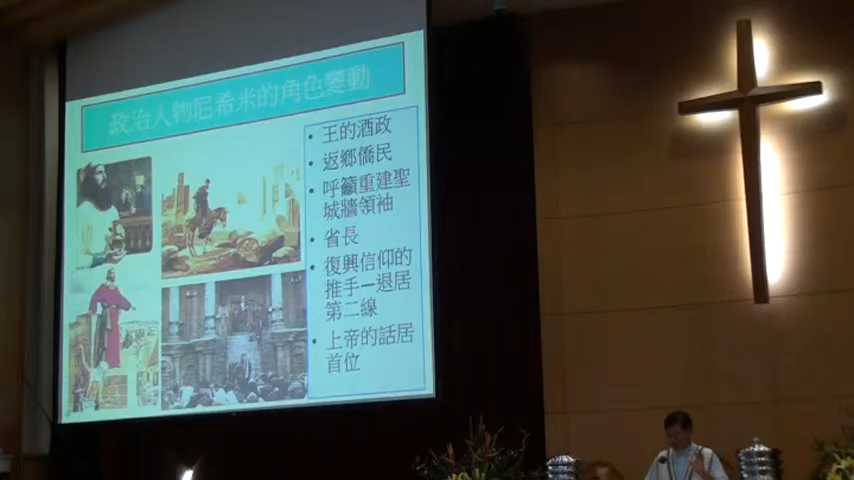 政治人物尼希米的角色變動
• 王的酒政
• 返鄉僑民
• 呼籲重建聖
城牆領袖
• 省長
• 復興信仰的
推手—退居
第二線
• 上帝的話居
首位